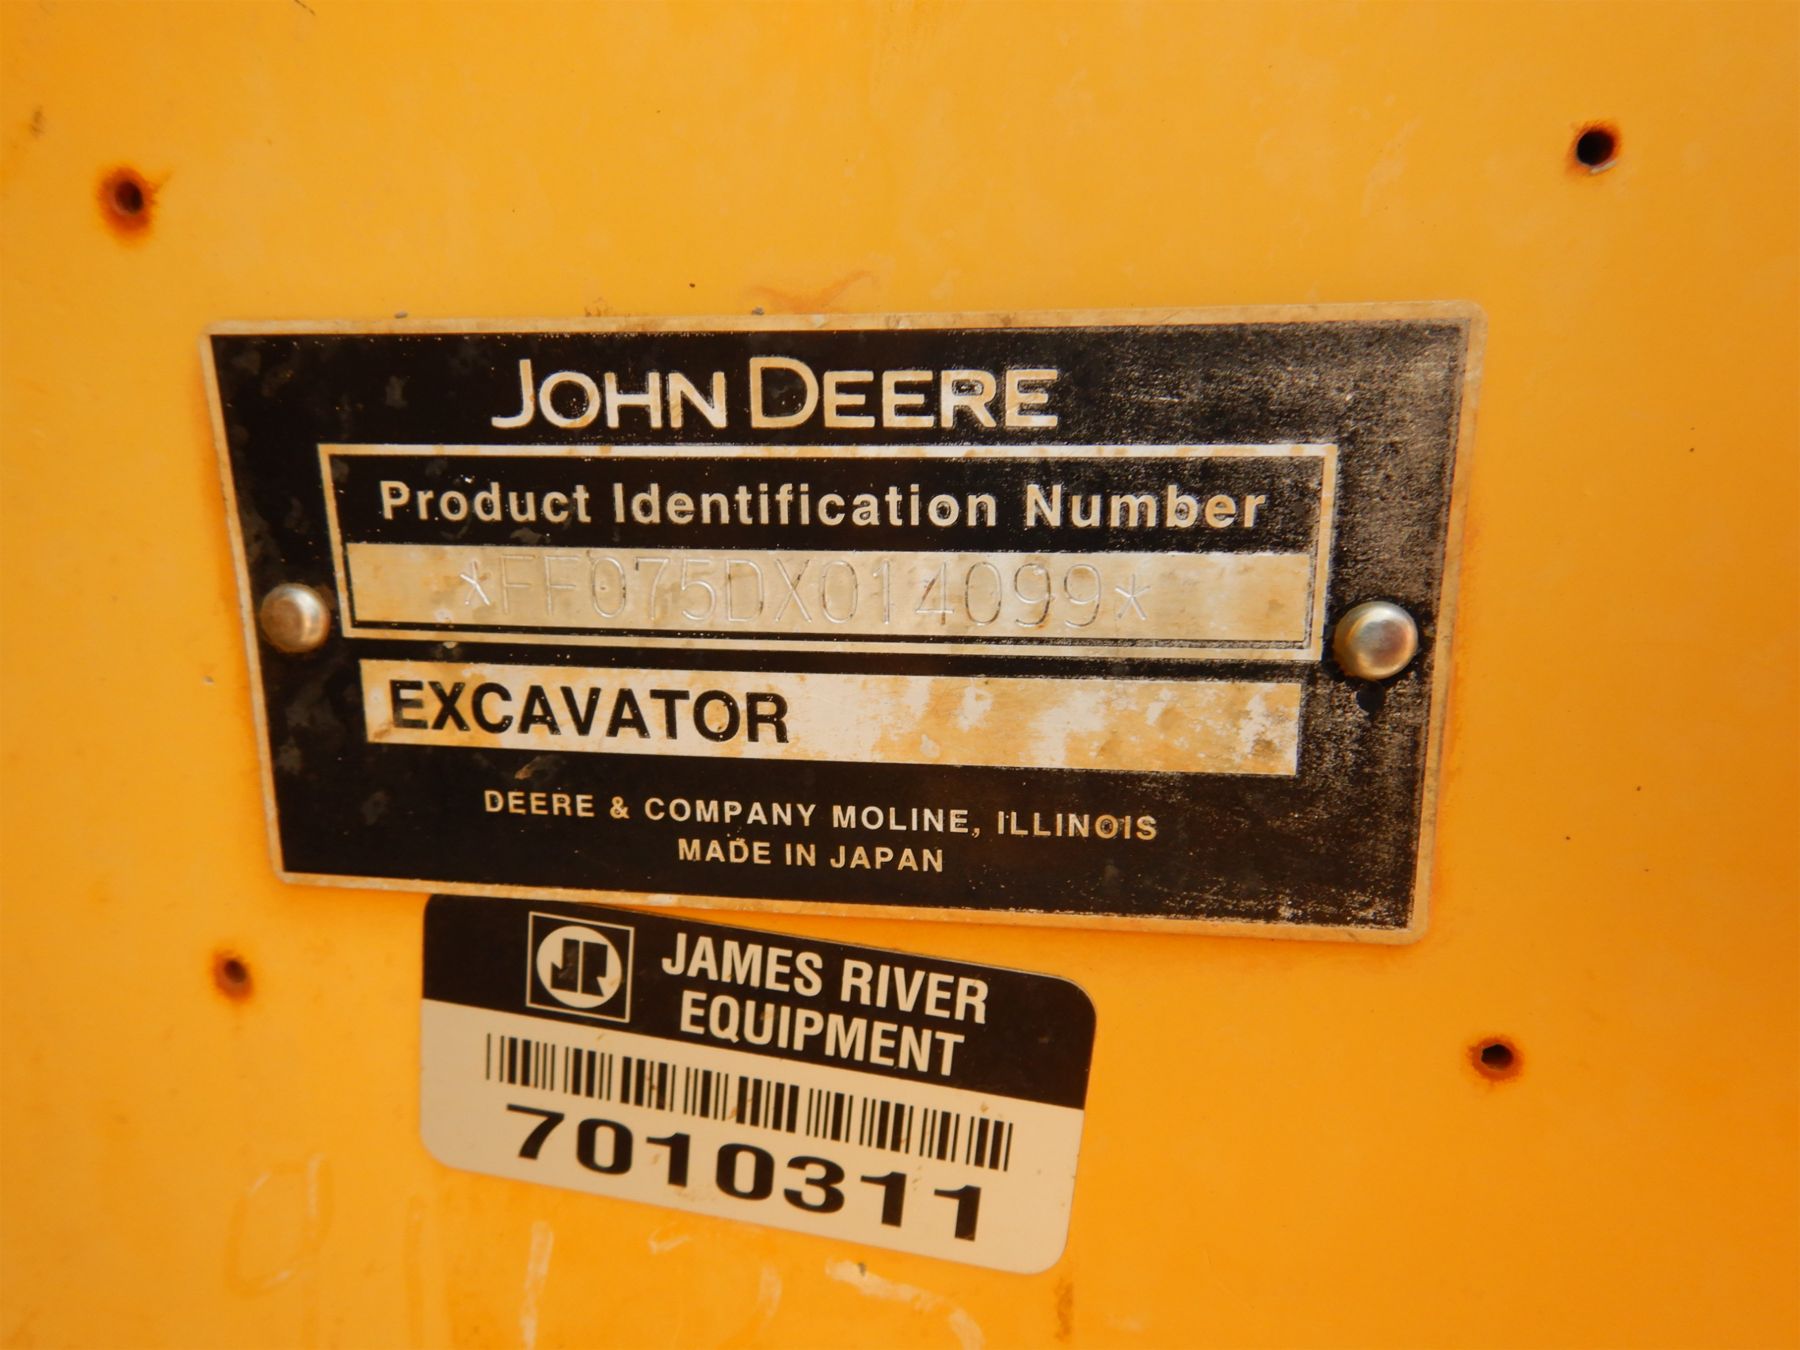 JOHN DEERE
Product Identification Number
*FF075DX014099*
EXCAVATOR
DEERE & COMPANY MOLINE, ILLINOIS
MADE IN JAPAN
JR JAMES RIVER
EQUIPMENT
7010311